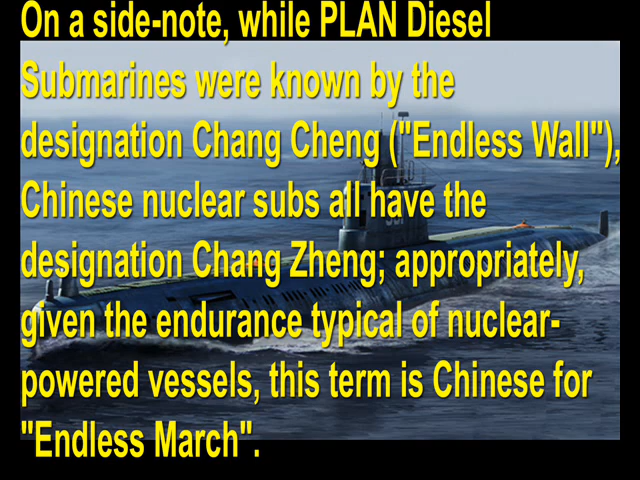 On a side-note, while PLAN Diesel
Submarines were known by the
designation Chang Cheng ("Endless Wall"),
Chinese nuclear subs all have the
designation Chang Zheng; appropriately,
given the endurance typical of nuclear-
powered vessels, this term is Chinese for
"Endless March".